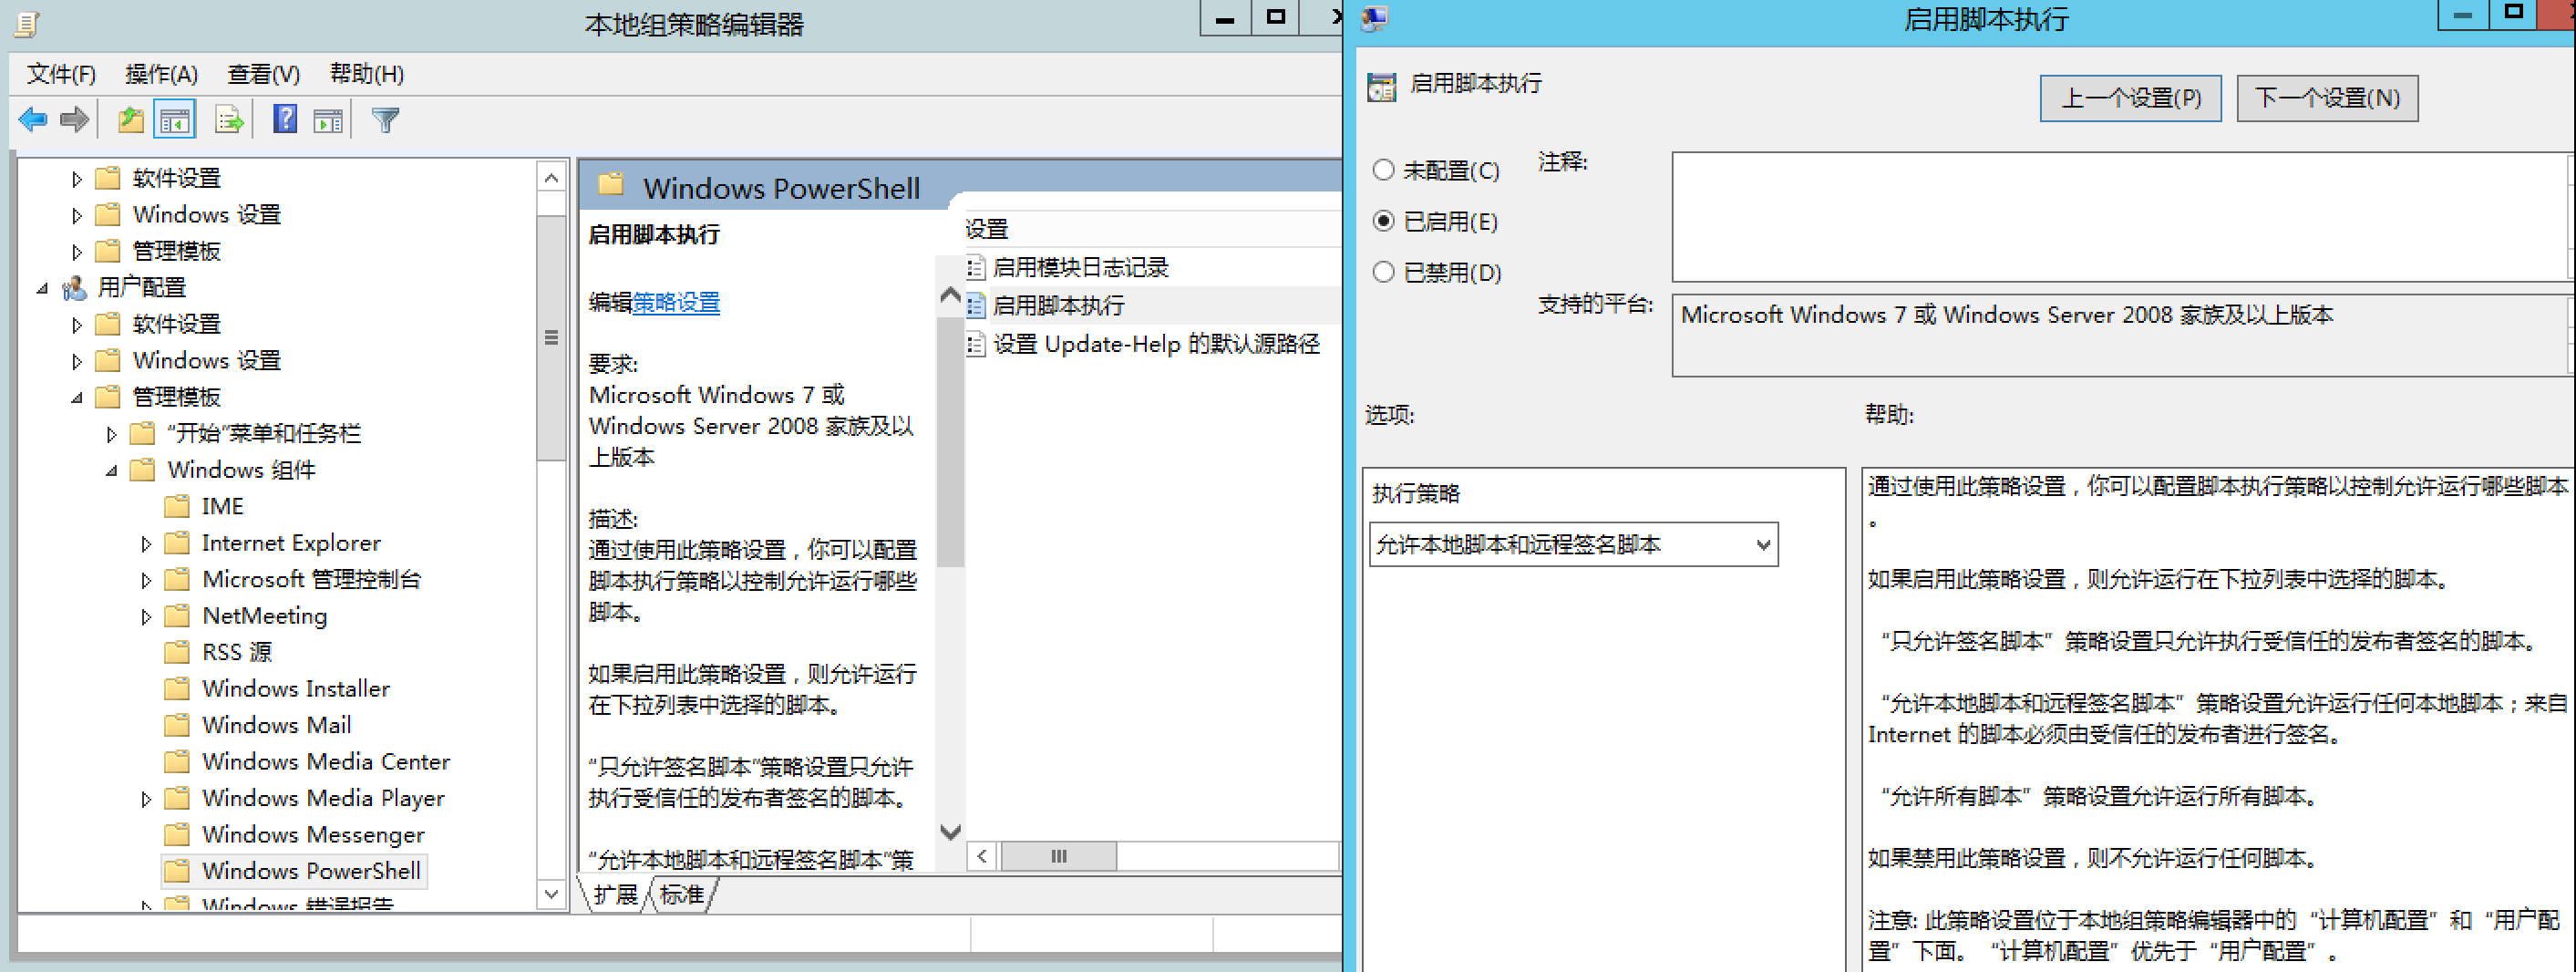 本地组策略编辑器
文件(F) 操作(A) 查看(V) 帮助(H)
软件设置
Windows 设置
管理模板
用户配置
软件设置
Windows 设置
管理模板
“开始”菜单和任务栏
Windows 组件
IME
Internet Explorer
Microsoft 管理控制台
NetMeeting
RSS 源
Windows Installer
Windows Mail
Windows Media Center
Windows Media Player
Windows Messenger
Windows PowerShell
Windows 错误报告
Windows PowerShell
启用脚本执行
编辑策略设置
要求:
Microsoft Windows 7 或
Windows Server 2008 家族及以
上版本
描述:
通过使用此策略设置，你可以配置
脚本执行策略以控制允许运行哪些
脚本。
如果启用此策略设置，则允许运行
在下拉列表中选择的脚本。
“只允许签名脚本”策略设置只允许
执行受信任的发布者签名的脚本。
“允许本地脚本和远程签名脚本”策
设置
启用模块日志记录
启用脚本执行
设置 Update-Help 的默认源路径
扩展 标准
启用脚本执行
启用脚本执行
上一个设置(P) 下一个设置(N)
未配置(C)
已启用(E)
已禁用(D)
注释:
支持的平台:
Microsoft Windows 7 或 Windows Server 2008 家族及以上版本
选项:
帮助:
执行策略
允许本地脚本和远程签名脚本
通过使用此策略设置，你可以配置脚本执行策略以控制允许运行哪些脚本
。
如果启用此策略设置，则允许运行在下拉列表中选择的脚本。
“只允许签名脚本”策略设置只允许执行受信任的发布者签名的脚本。
“允许本地脚本和远程签名脚本”策略设置允许运行任何本地脚本；来自
Internet 的脚本必须由受信任的发布者进行签名。
“允许所有脚本”策略设置允许运行所有脚本。
如果禁用此策略设置，则不允许运行任何脚本。
注意: 此策略设置位于本地组策略编辑器中的“计算机配置”和“用户配
置”下面。“计算机配置”优先于“用户配置”。